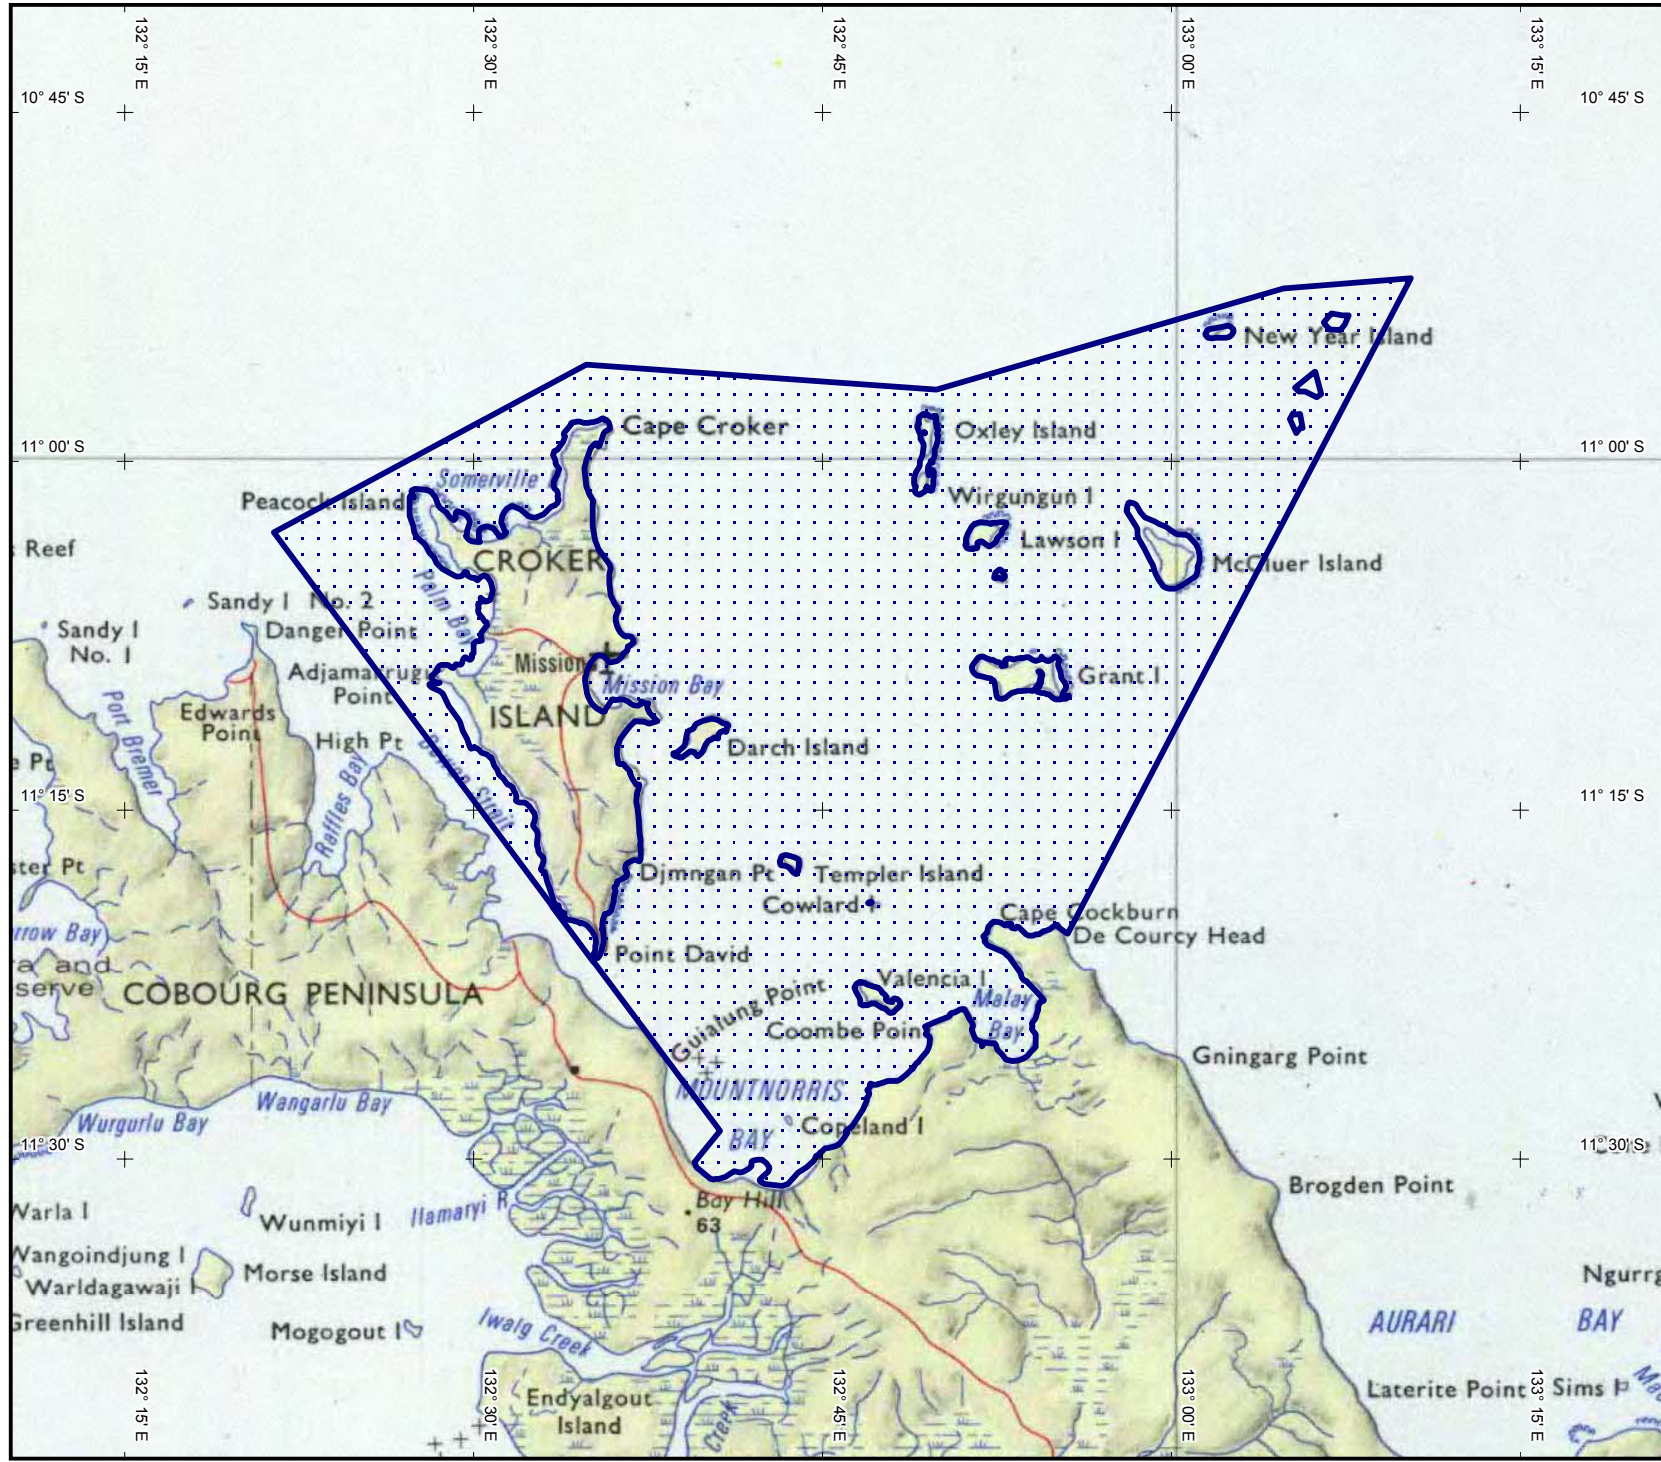 132° 15' E
132° 30' E
132° 45' E
133° 00' E
133° 15' E
10° 45' S
10° 45' S
New Year Island
Cape Croker
Oxley Island
11° 00' S
11° 00' S
Somerville
Peacock Island
Wirgungun I
Reef
Lawson I
CROKER
McCluer Island
Palm Bay
Sandy I No. 2
Sandy I
No. 1
Danger Point
Adjamarrugu
Point
Mission
Mission Bay
Grant I
Port Bremer
Edwards
Point
ISLAND
High Pt
Bowen Strait
Darch Island
Raffles Bay
11° 15' S
11° 15' S
Pt
Djmngan Pt
Templer Island
Cowlard I
Cape Cockburn
De Courcy Head
Point David
and
COBOURG PENINSULA
Valencia I
Guialung Point
Malay
Bay
Coombe Point
Gningarg Point
MOUNTNORRIS
BAY
Wangarlu Bay
Wurgurlu Bay
Copeland I
11° 30' S
11° 30' S
Brogden Point
Warla I
Wunmiyi I
Ilamaryi R
Bay Hill
63
Wangoindjung I
Warldagawaji I
Morse Island
Greenhill Island
Mogogout I
Iwalg Creek
AURARI BAY
Endyalgout
Island
Creek
Laterite Point
Sims I
132° 15' E
132° 30' E
132° 45' E
133° 00' E
133° 15' E